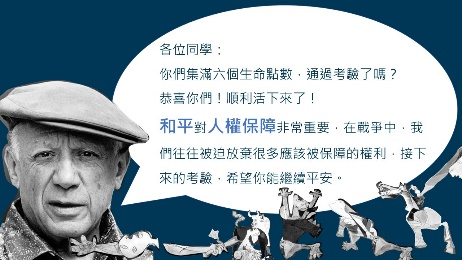 各位同學：
你們集滿六個生命點數，通過考驗了嗎？
恭喜你們！順利活下來了！
和平對人權保障非常重要，在戰爭中，我
們往往被迫放棄很多應該被保障的權利，接下
來的考驗，希望你能繼續平安。